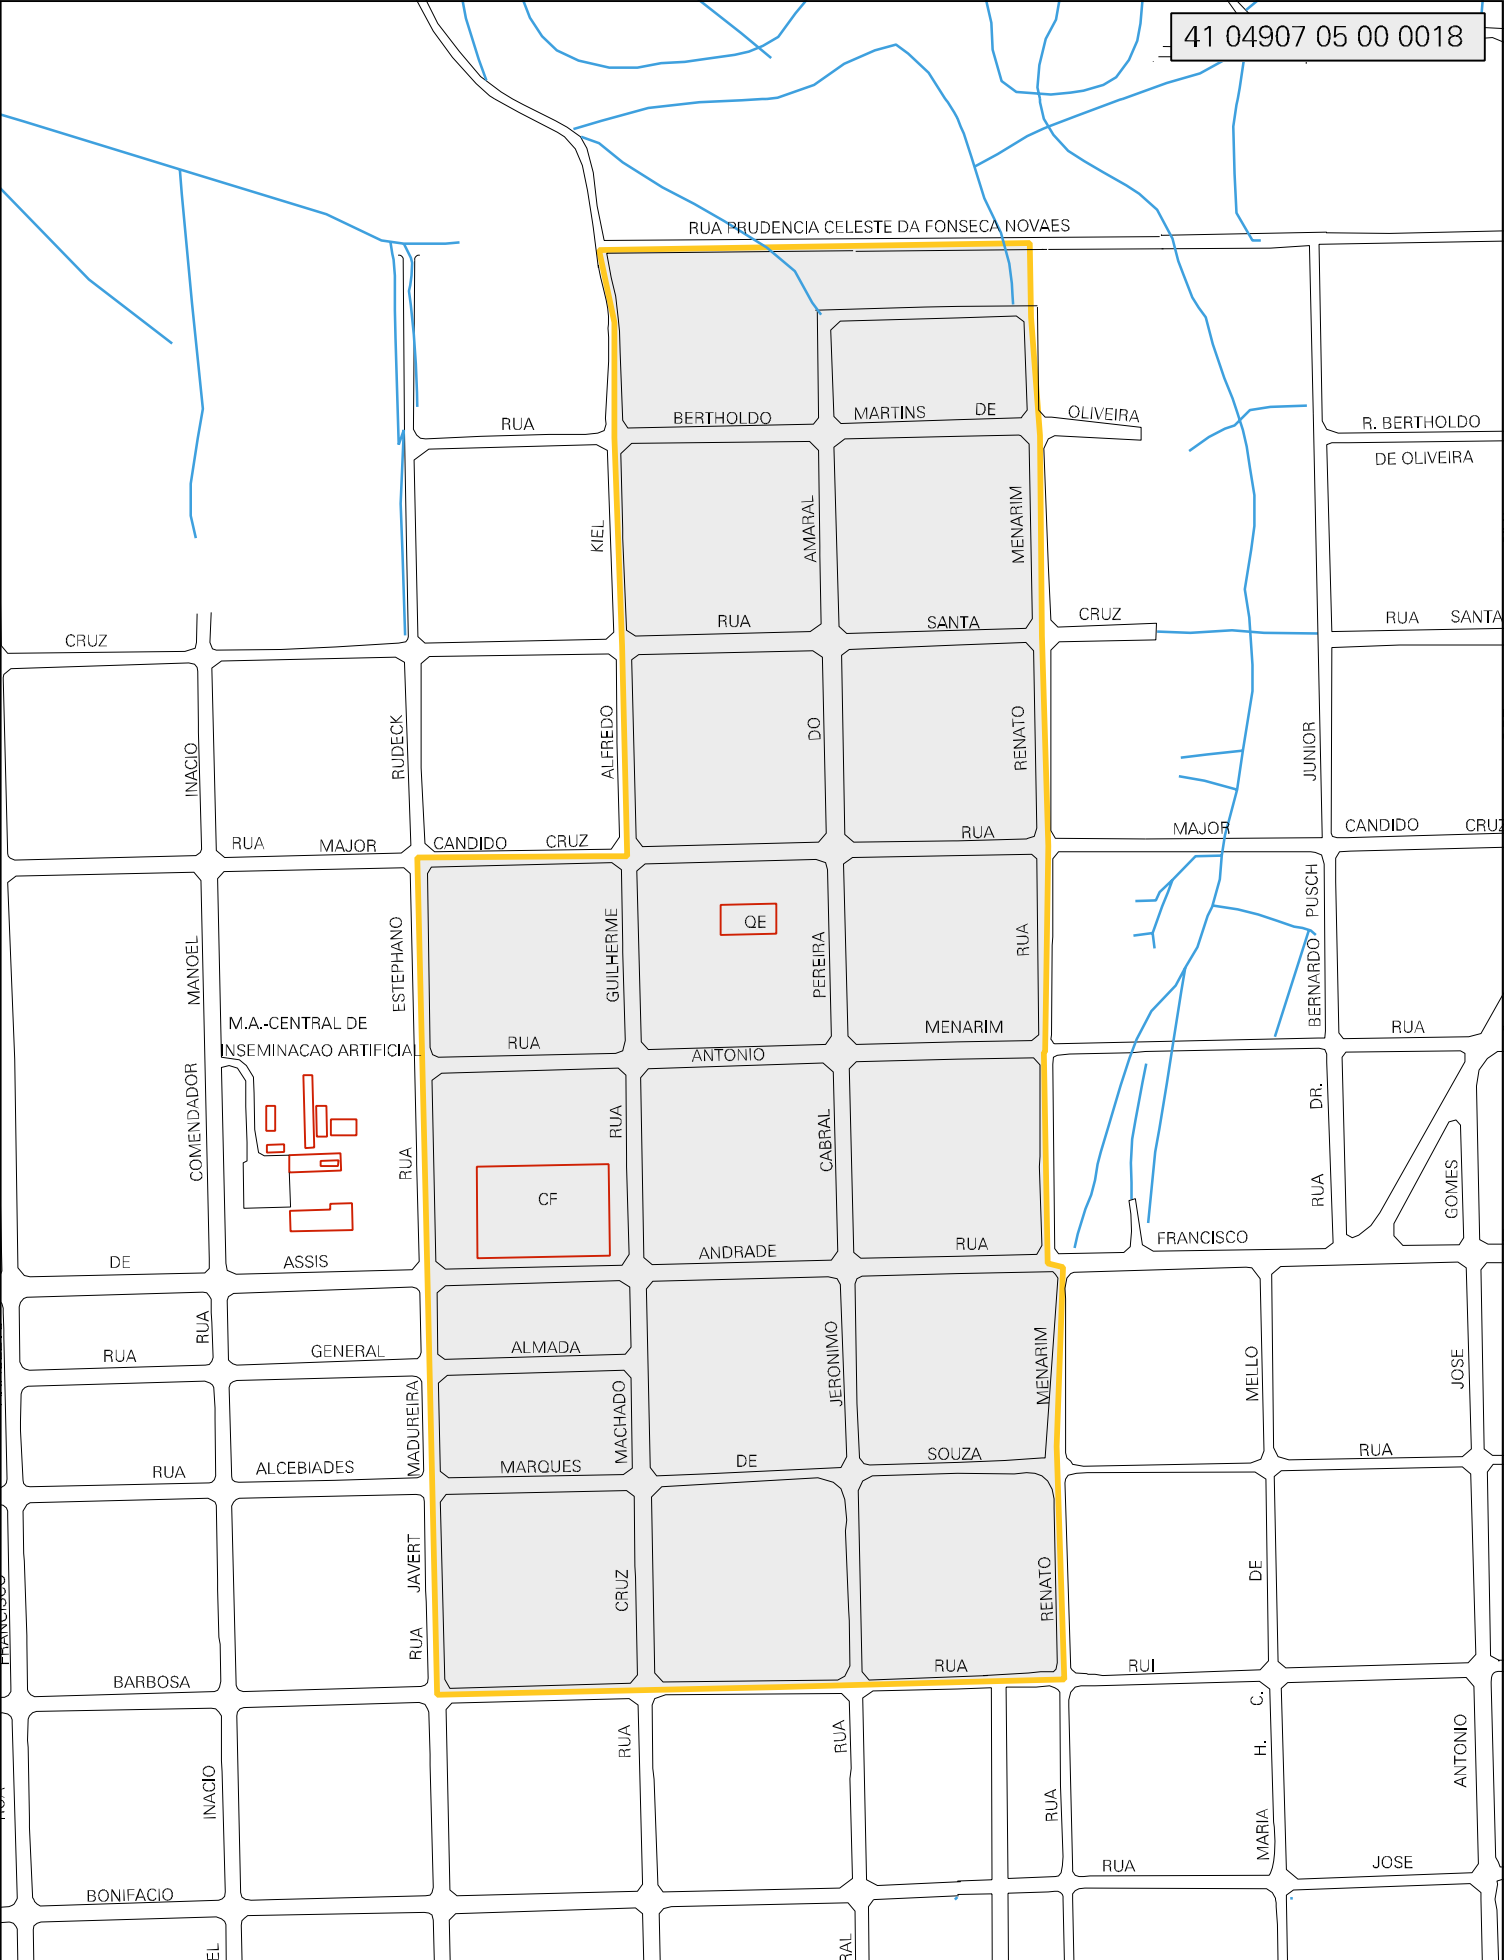 41 04907 05 00 0018
RUA PRUDENCIA CELESTE DA FONSECA NOVAES
RUA
BERTHOLDO
MARTINS
DE
OLIVEIRA
R. BERTHOLDO
DE OLIVEIRA
KIEL
AMARAL
MENARIM
CRUZ
RUA
SANTA
CRUZ
RUA
SANTA
INACIO
RUDECK
ALFREDO
DO
RENATO
JUNIOR
RUA
MAJOR
CANDIDO
CRUZ
RUA
MAJOR
CANDIDO
CRUZ
MANOEL
ESTEPHANO
GUILHERME
QE
PEREIRA
RUA
BERNARDO
PUSCH
M.A.-CENTRAL DE
INSEMINACAO ARTIFICIAL
RUA
ANTONIO
MENARIM
RUA
COMENDADOR
RUA
RUA
CABRAL
DR.
RUA
GOMES
CF
DE
ASSIS
ANDRADE
RUA
FRANCISCO
RUA
RUA
GENERAL
ALMADA
JERONIMO
MENARIM
MELLO
JOSE
MADUREIRA
MACHADO
RUA
ALCEBIADES
MARQUES
DE
SOUZA
RUA
FRANCISCO
JAVERT
RUA
CRUZ
RENATO
DE
BARBOSA
RUA
RUI
INACIO
RUA
RUA
RUA
C.
H.
MARIA
ANTONIO
BONIFACIO
RUA
JOSE